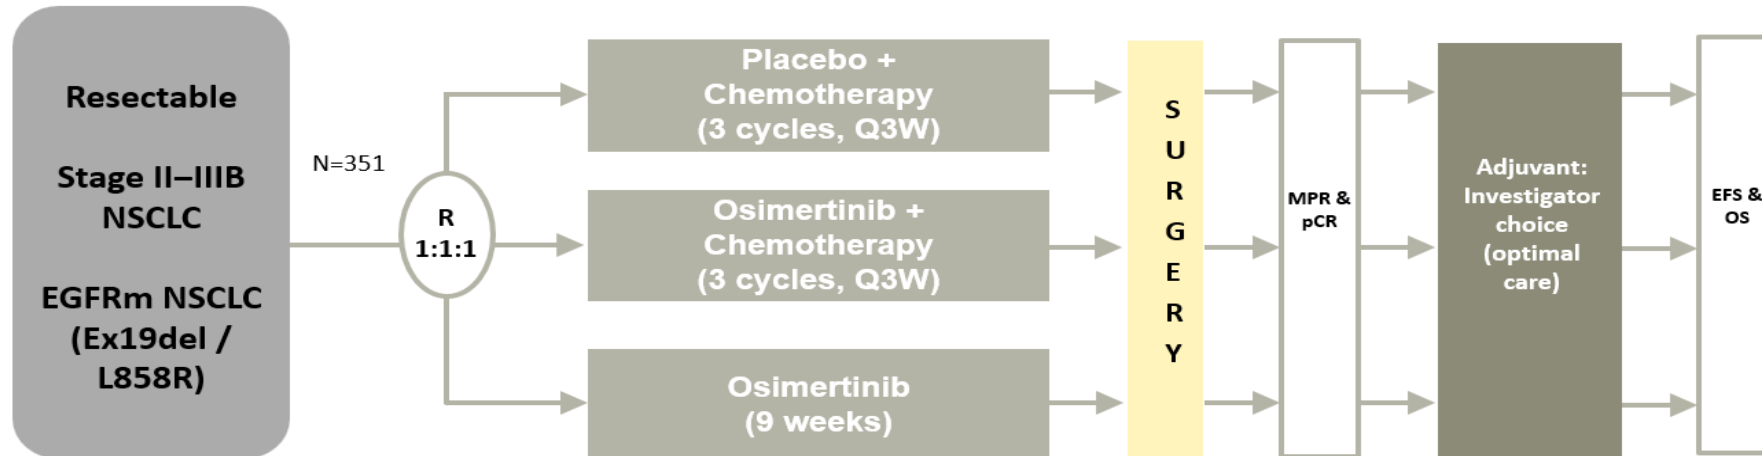 Resectable
Stage II–IIIB
NSCLC
EGFRm NSCLC
(Ex19del /
L858R)
N=351
R
1:1:1
Placebo +
Chemotherapy
(3 cycles, Q3W)
Osimertinib +
Chemotherapy
(3 cycles, Q3W)
Osimertinib
(9 weeks)
S
U
R
G
E
R
Y
MPR &
pCR
Adjuvant:
Investigator
choice
(optimal
care)
EFS &
OS